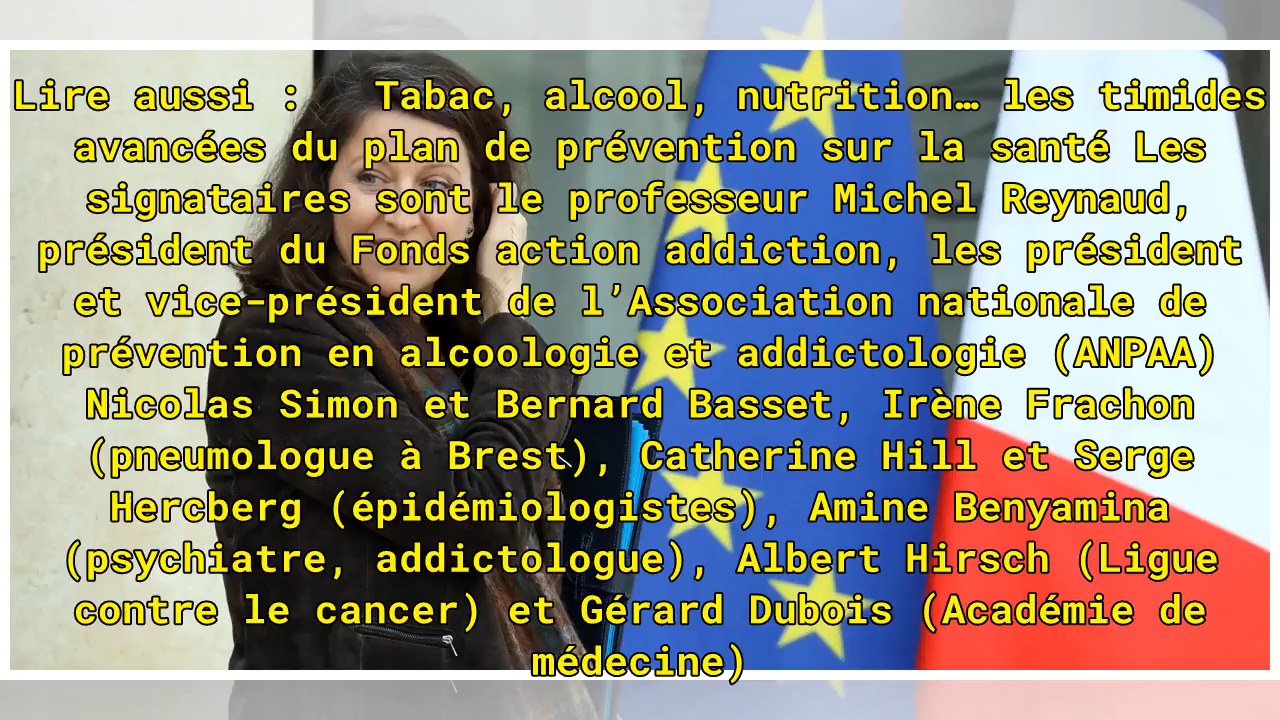 Lire aussi :   Tabac, alcool, nutrition… les timides
avancées du plan de prévention sur la santé Les
signataires sont le professeur Michel Reynaud,
président du Fonds action addiction, les président
et vice-président de l’Association nationale de
prévention en alcoologie et addictologie (ANPAA)
Nicolas Simon et Bernard Basset, Irène Frachon
(pneumologue à Brest), Catherine Hill et Serge
Hercberg (épidémiologistes), Amine Benyamina
(psychiatre, addictologue), Albert Hirsch (Ligue
contre le cancer) et Gérard Dubois (Académie de
médecine)